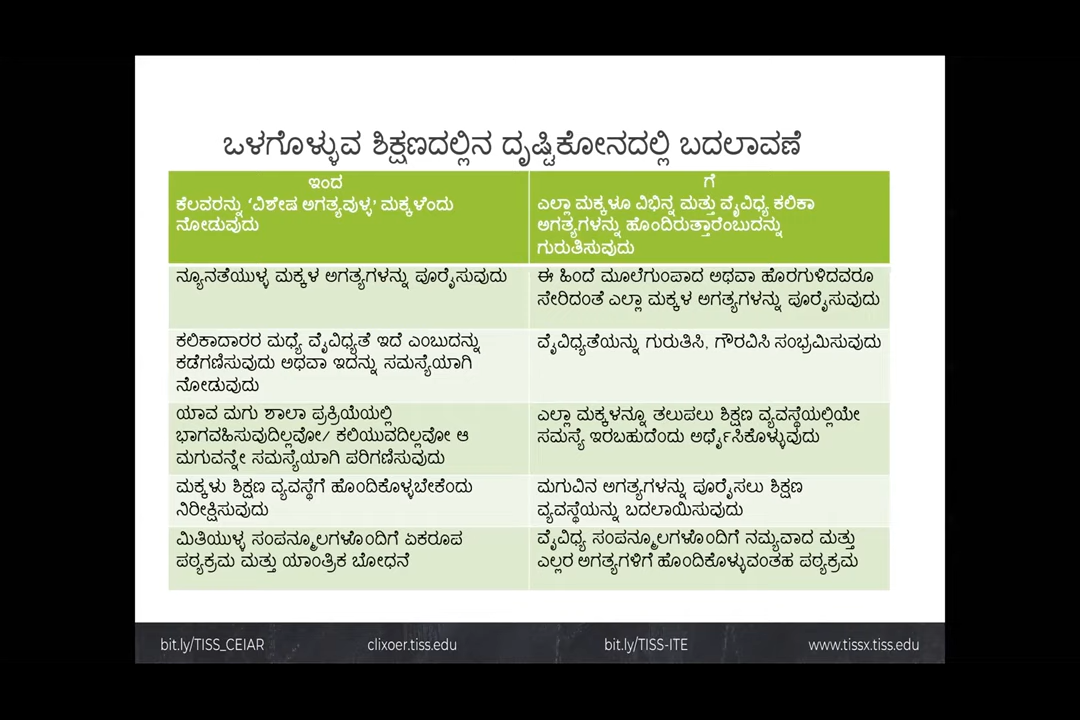 ಒಳಗೊಳ್ಳುವ ಶಿಕ್ಷಣದಲ್ಲಿನ ದೃಷ್ಟಿಕೋನದಲ್ಲಿ ಬದಲಾವಣೆ
ಇಂದ
ಕೆಲವರನ್ನು ‘ವಿಶೇಷ ಅಗತ್ಯವುಳ್ಳ’ ಮಕ್ಕಳೆಂದು
ನೋಡುವುದು
ಗೆ
ಎಲ್ಲಾ ಮಕ್ಕಳೂ ವಿಭಿನ್ನ ಮತ್ತು ವೈವಿಧ್ಯ ಕಲಿಕಾ
ಅಗತ್ಯಗಳನ್ನು ಹೊಂದಿರುತ್ತಾರೆಂಬುದನ್ನು
ಗುರುತಿಸುವುದು
ನ್ಯೂನತೆಯುಳ್ಳ ಮಕ್ಕಳ ಅಗತ್ಯಗಳನ್ನು ಪೂರೈಸುವುದು
ಈ ಹಿಂದೆ ಮೂಲೆಗುಂಪಾದ ಅಥವಾ ಹೊರಗುಳಿದವರೂ
ಸೇರಿದಂತೆ ಎಲ್ಲಾ ಮಕ್ಕಳ ಅಗತ್ಯಗಳನ್ನು ಪೂರೈಸುವುದು
ಕಲಿಕಾದಾರರ ಮಧ್ಯೆ ವೈವಿಧ್ಯತೆ ಇದೆ ಎಂಬುದನ್ನು
ಕಡೆಗಣಿಸುವುದು ಅಥವಾ ಇದನ್ನು ಸಮಸ್ಯೆಯಾಗಿ
ನೋಡುವುದು
ವೈವಿಧ್ಯತೆಯನ್ನು ಗುರುತಿಸಿ, ಗೌರವಿಸಿ ಸಂಭ್ರಮಿಸುವುದು
ಯಾವ ಮಗು ಶಾಲಾ ಪ್ರಕ್ರಿಯೆಯಲ್ಲಿ
ಭಾಗವಹಿಸುವುದಿಲ್ಲವೋ/ ಕಲಿಯುವದಿಲ್ಲವೋ ಆ
ಮಗುವನ್ನೇ ಸಮಸ್ಯೆಯಾಗಿ ಪರಿಗಣಿಸುವುದು
ಎಲ್ಲಾ ಮಕ್ಕಳನ್ನೂ ತಲುಪಲು ಶಿಕ್ಷಣ ವ್ಯವಸ್ಥೆಯಲ್ಲಿಯೇ
ಸಮಸ್ಯೆ ಇರಬಹುದೆಂದು ಅರ್ಥೈಸಿಕೊಳ್ಳುವುದು
ಮಕ್ಕಳು ಶಿಕ್ಷಣ ವ್ಯವಸ್ಥೆಗೆ ಹೊಂದಿಕೊಳ್ಳಬೇಕೆಂದು
ನಿರೀಕ್ಷಿಸುವುದು
ಮಗುವಿನ ಅಗತ್ಯಗಳನ್ನು ಪೂರೈಸಲು ಶಿಕ್ಷಣ
ವ್ಯವಸ್ಥೆಯನ್ನು ಬದಲಾಯಿಸುವುದು
ಮಿತಿಯುಳ್ಳ ಸಂಪನ್ಮೂಲಗಳೊಂದಿಗೆ ಏಕರೂಪ
ಪಠ್ಯಕ್ರಮ ಮತ್ತು ಯಾಂತ್ರಿಕ ಬೋಧನೆ
ವೈವಿಧ್ಯ ಸಂಪನ್ಮೂಲಗಳೊಂದಿಗೆ ನಮ್ಯವಾದ ಮತ್ತು
ಎಲ್ಲರ ಅಗತ್ಯಗಳಿಗೆ ಹೊಂದಿಕೊಳ್ಳುವಂತಹ ಪಠ್ಯಕ್ರಮ
bit.ly/TISS_CEIAR
clixoer.tiss.edu
bit.ly/TISS-ITE
www.tissx.tiss.edu